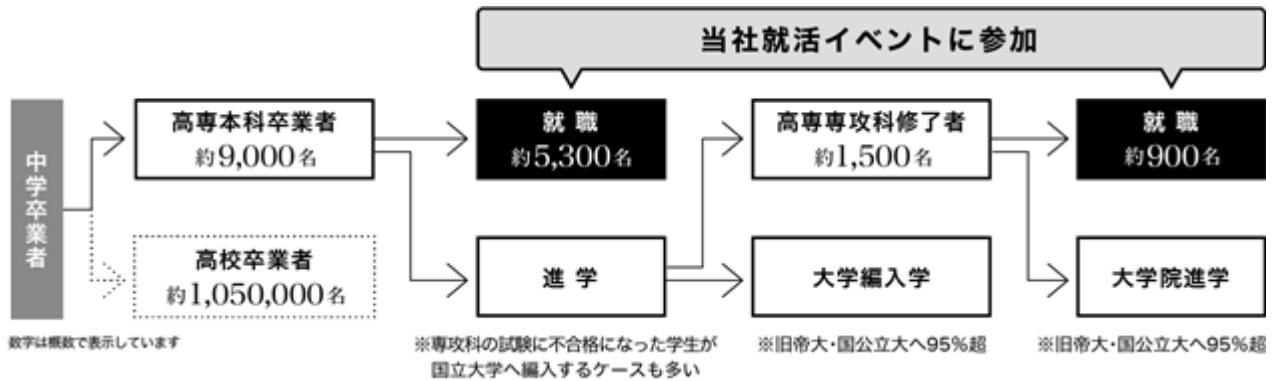 当社就活イベントに参加
中学卒業者
高専本科卒業者
約9,000名
就職
約5,300名
高専専攻科修了者
約1,500名
就職
約900名
高校卒業者
約1,050,000名
進学
大学編入学
大学院進学
数字は概数で表示しています
※専攻科の試験に不合格になった学生が
国立大学へ編入するケースも多い
※旧帝大・国公立大へ95%超
※旧帝大・国公立大へ95%超